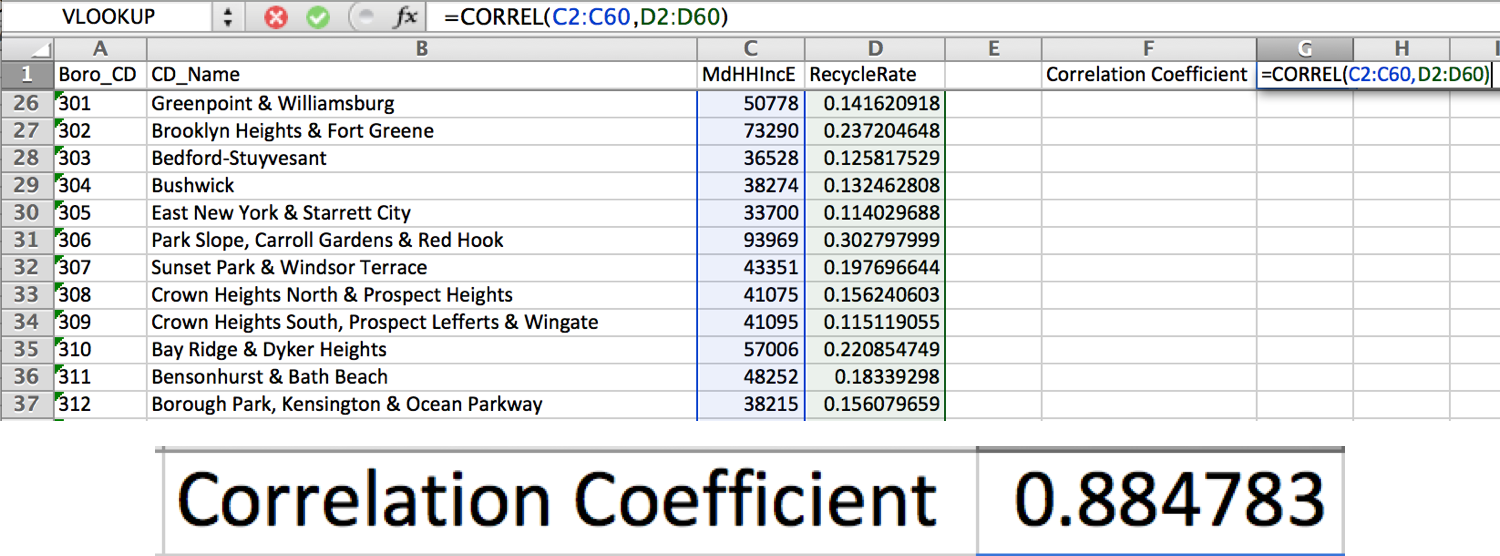 VLOOKUP fx =CORREL(C2:C60,D2:D60)
A B C D E F G H
1 Boro_CD CD_Name MdHHIncE RecycleRate Correlation Coefficient =CORREL(C2:C60,D2:D60)
26 301 Greenpoint & Williamsburg 50778 0.141620918
27 302 Brooklyn Heights & Fort Greene 73290 0.237204648
28 303 Bedford-Stuyvesant 36528 0.125817529
29 304 Bushwick 38274 0.132462808
30 305 East New York & Starrett City 33700 0.114029688
31 306 Park Slope, Carroll Gardens & Red Hook 93969 0.302797999
32 307 Sunset Park & Windsor Terrace 43351 0.197696644
33 308 Crown Heights North & Prospect Heights 41075 0.156240603
34 309 Crown Heights South, Prospect Lefferts & Wingate 41095 0.115119055
35 310 Bay Ridge & Dyker Heights 57006 0.220854749
36 311 Bensonhurst & Bath Beach 48252 0.18339298
37 312 Borough Park, Kensington & Ocean Parkway 38215 0.156079659
Correlation Coefficient 0.884783